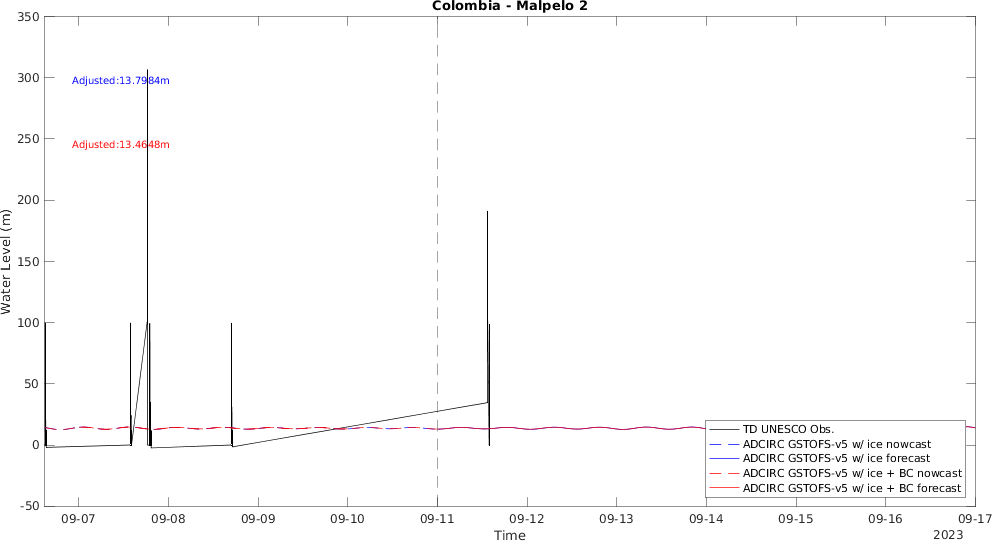 Colombia - Malpelo 2
350
300
250
200
150
100
50
0
-50
Water Level (m)
Adjusted:13.7984m
Adjusted:13.4648m
TD UNESCO Obs.
ADCIRC GSTOFS-v5 w/ ice nowcast
ADCIRC GSTOFS-v5 w/ ice forecast
ADCIRC GSTOFS-v5 w/ ice + BC nowcast
ADCIRC GSTOFS-v5 w/ ice + BC forecast
09-07 09-08 09-09 09-10 09-11 09-12 09-13 09-14 09-15 09-16 09-17
Time
2023